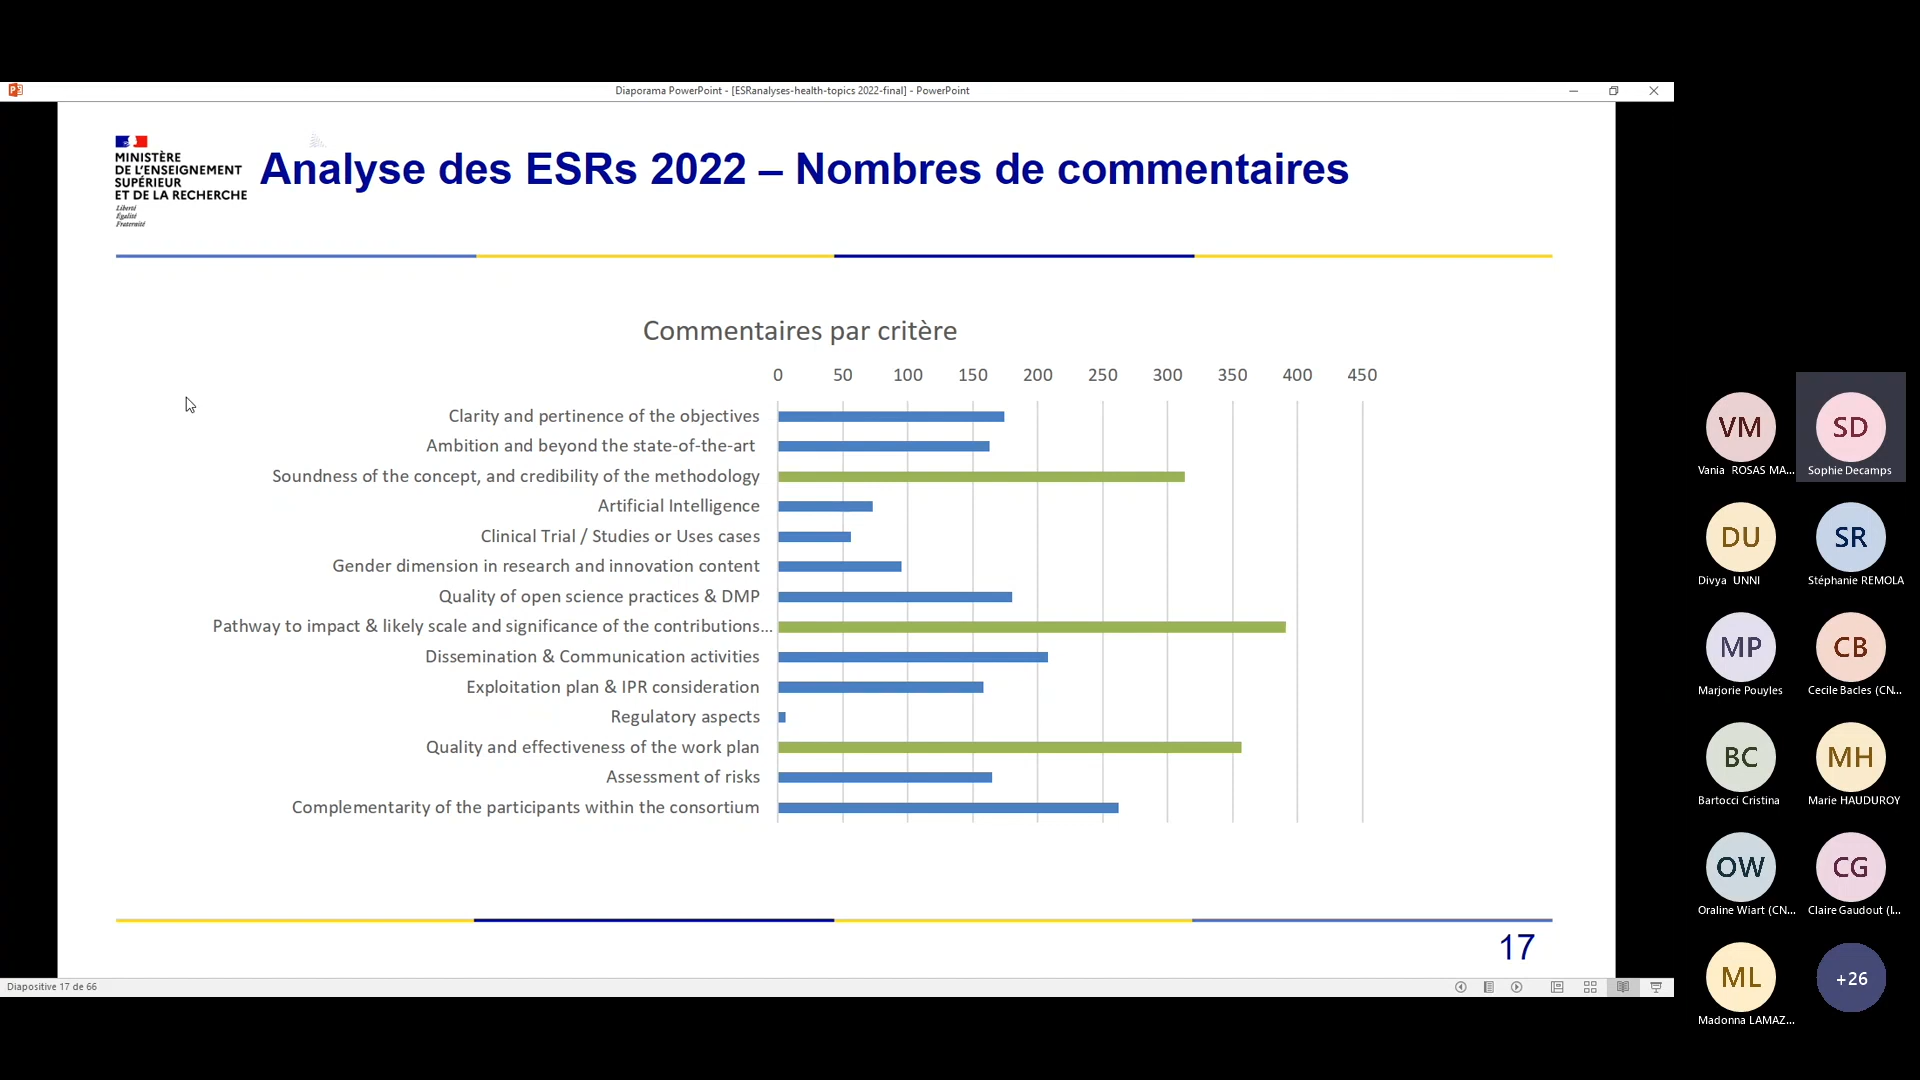 Diaporama PowerPoint - [ESRanalyses-health-topics 2022-final] - PowerPoint
MINISTÈRE
DE L'ENSEIGNEMENT
SUPÉRIEUR
ET DE LA RECHERCHE
Liberté
Égalité
Fraternité
Analyse des ESRs 2022 – Nombres de commentaires
Commentaires par critère
0 50 100 150 200 250 300 350 400 450
Clarity and pertinence of the objectives
Ambition and beyond the state-of-the-art
Soundness of the concept, and credibility of the methodology
Artificial Intelligence
Clinical Trial / Studies or Uses cases
Gender dimension in research and innovation content
Quality of open science practices & DMP
Pathway to impact & likely scale and significance of the contributions...
Dissemination & Communication activities
Exploitation plan & IPR consideration
Regulatory aspects
Quality and effectiveness of the work plan
Assessment of risks
Complementarity of the participants within the consortium
17
Diapositive 17 de 66
VM SD
Vania ROSAS MA... Sophie Decamps
DU SR
Divya UNNI Stéphanie REMOLA
MP CB
Marjorie Pouyles Cecile Bacles (CN...
BC MH
Bartocci Cristina Marie HAUDUROY
OW CG
Oraline Wiart (CN... Claire Gaudout (I...
ML +26
Madonna LAMAZ...